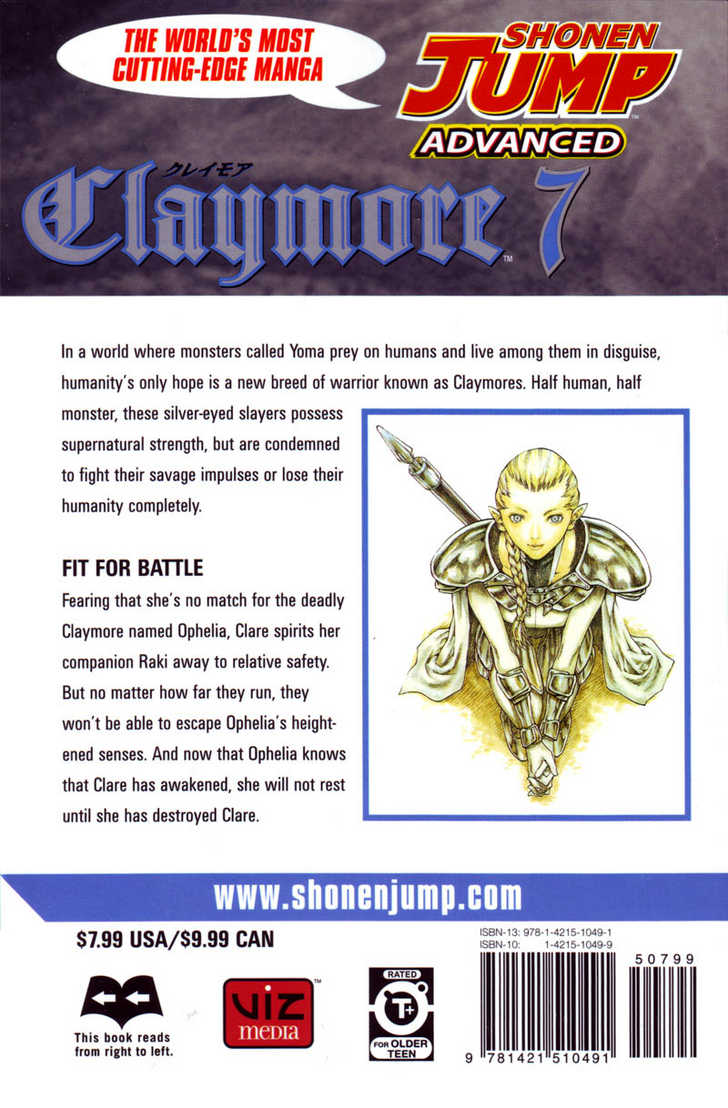 THE WORLD'S MOST
CUTTING-EDGE MANGA
SHONEN
JUMP™
ADVANCED
クレイモア
Claymore™ 7
In a world where monsters called Yoma prey on humans and live among them in disguise,
humanity's only hope is a new breed of warrior known as Claymores. Half human, half
monster, these silver-eyed slayers possess
supernatural strength, but are condemned
to fight their savage impulses or lose their
humanity completely.
FIT FOR BATTLE
Fearing that she's no match for the deadly
Claymore named Ophelia, Clare spirits her
companion Raki away to relative safety.
But no matter how far they run, they
won't be able to escape Ophelia's height-
ened senses. And now that Ophelia knows
that Clare has awakened, she will not rest
until she has destroyed Clare.
www.shonenjump.com
$7.99 USA/$9.99 CAN
ISBN-13: 978-1-4215-1049-1
ISBN-10: 1-4215-1049-9
50799
This book reads
from right to left.
VIZ™
MEDIA
RATED
T+
FOR OLDER
TEEN
9 781421 510491